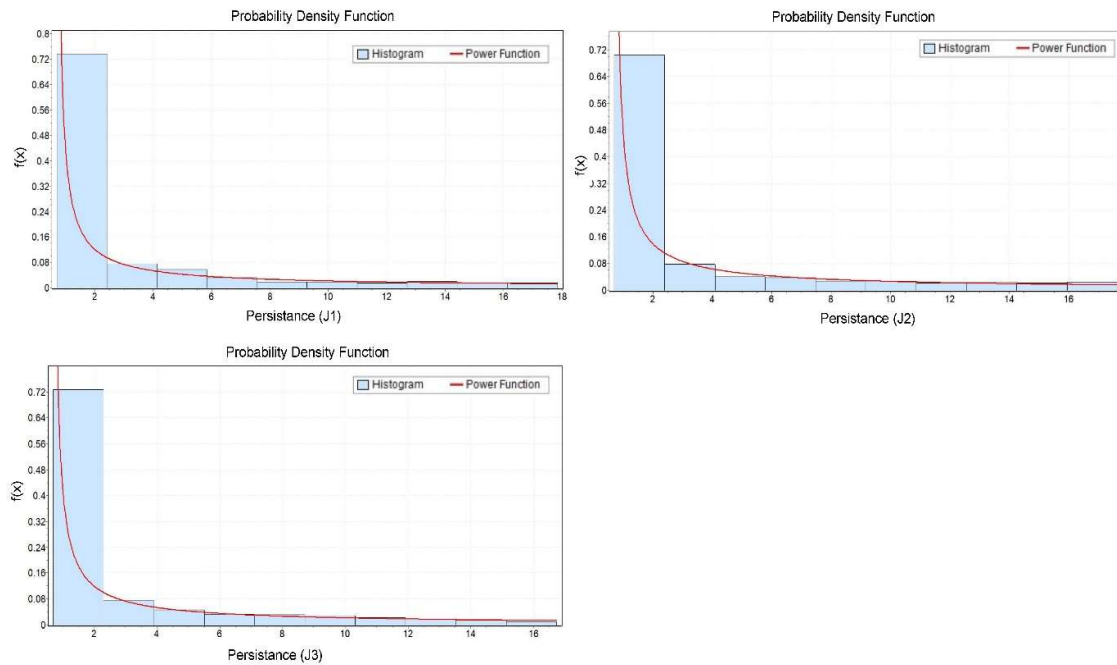 Probability Density Function
0.8
0.72
0.64
0.56
0.48
0.4
0.32
0.24
0.16
0.08
0
f(x)
Histogram Power Function
2 4 6 8 10 12 14 16 18
Persistance (J1)
Probability Density Function
0.72
0.64
0.56
0.48
0.4
J.32
0.24
0.16
0.08
0
f(x)
Histogram Power Function
2 4 6 8 10 12 14 16
Persistance (J2)
Probability Density Function
0.72
0.64
0.56
0.48
0.4
0.32
0.24
0.16
0.08
0
f(x)
Histogram Power Function
2 4 6 8 10 12 14 16
Persistance (J3)